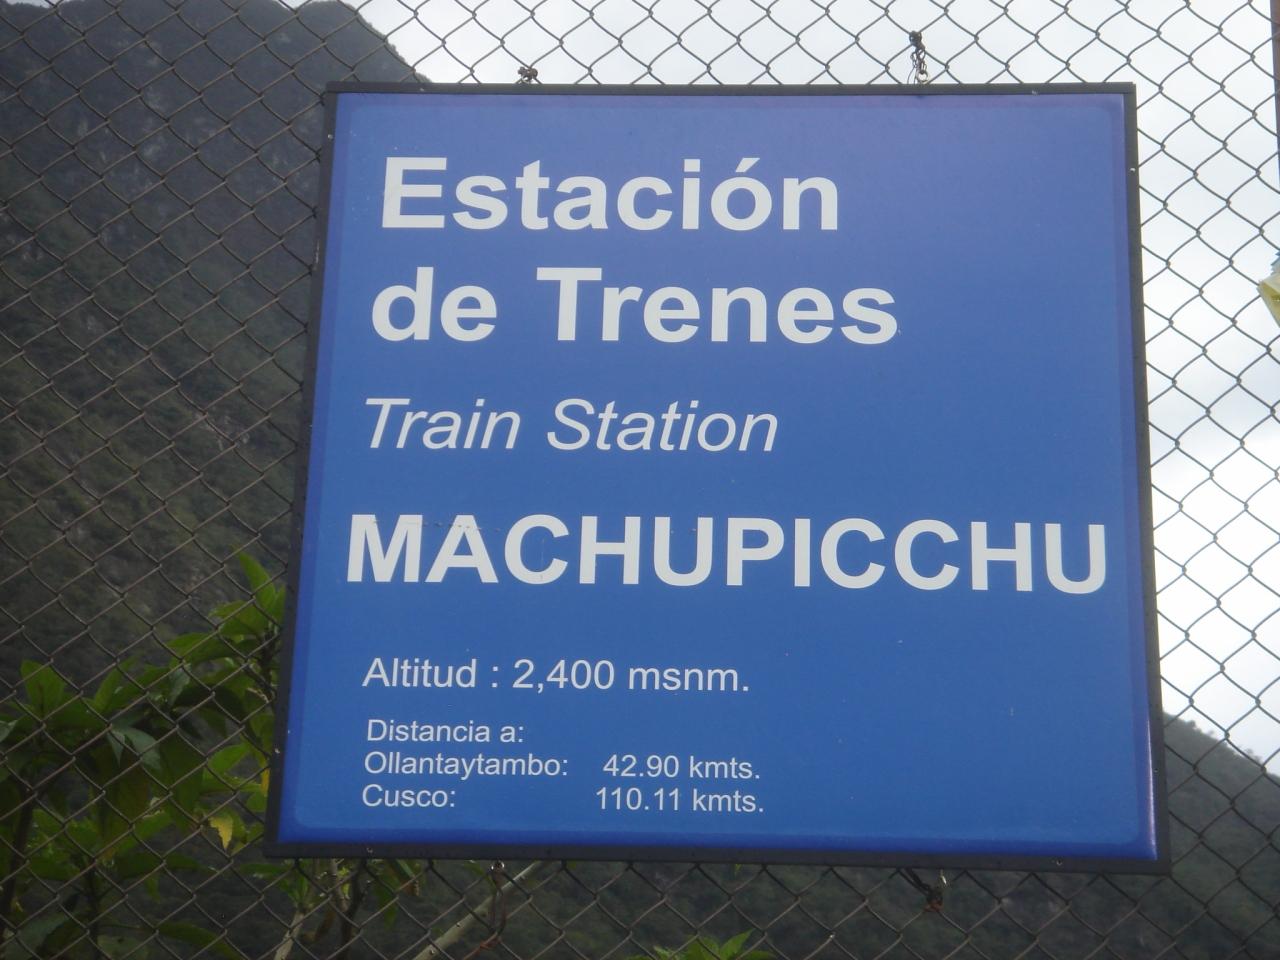 Estación
de Trenes
Train Station
MACHUPICCHU
Altitud : 2,400 msnm.
Distancia a:
Ollantaytambo: 42.90 kmts.
Cusco: 110.11 kmts.